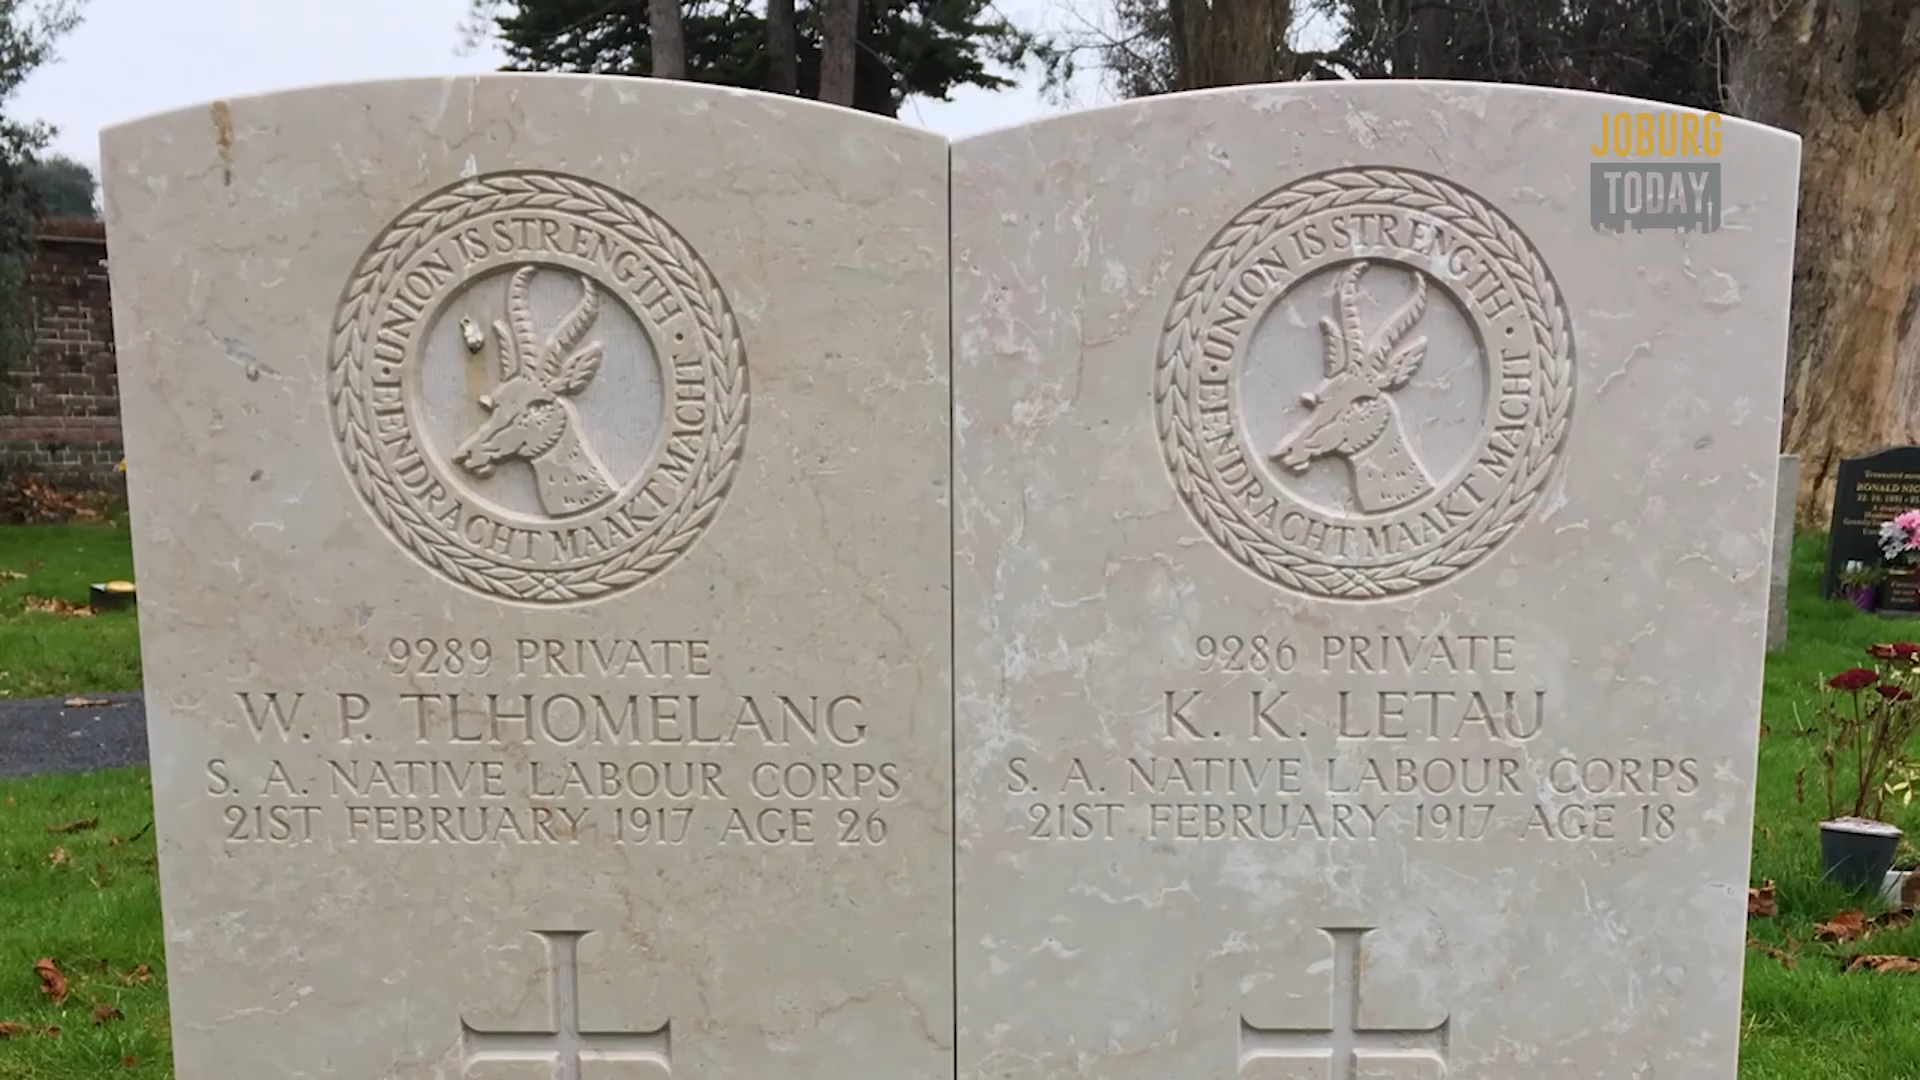 JOBURG
TODAY
· UNION IS STRENGTH ·
EENDRACHT MAAKT MACHT
9289 PRIVATE
W. P. TLHOMELANG
S. A. NATIVE LABOUR CORPS
21ST FEBRUARY 1917 AGE 26
· UNION IS STRENGTH ·
EENDRACHT MAAKT MACHT
9286 PRIVATE
K. K. LETAU
S. A. NATIVE LABOUR CORPS
21ST FEBRUARY 1917 AGE 18
Treasured
RONALD